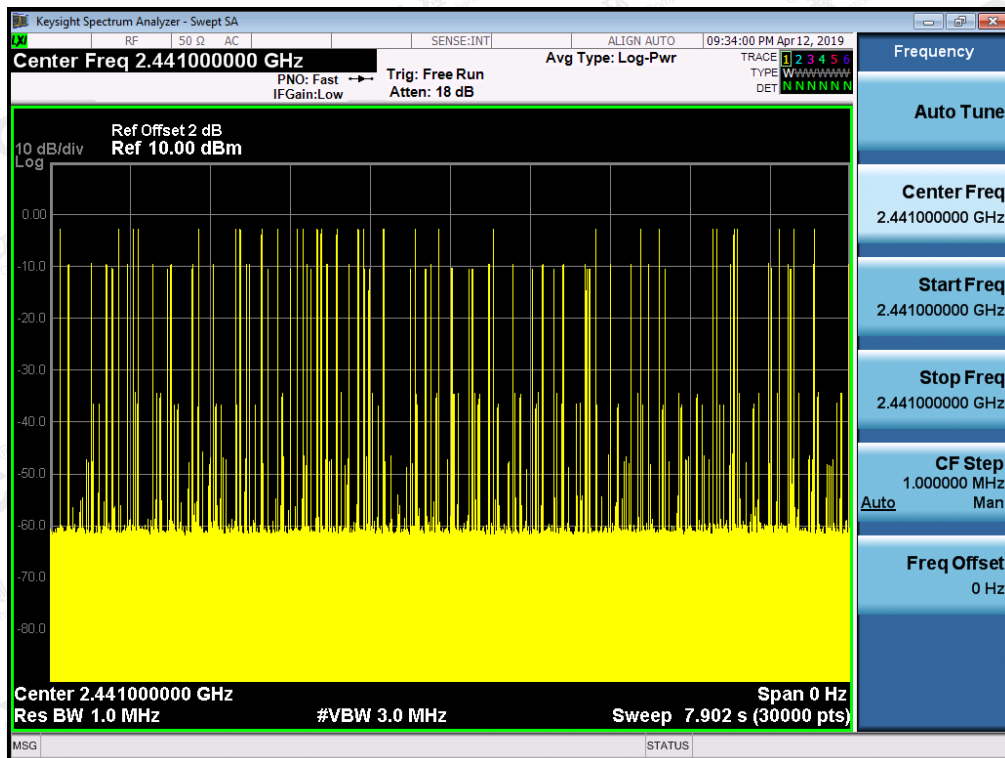 Keysight Spectrum Analyzer - Swept SA
LXI RF 50 Ω AC SENSE:INT ALIGN AUTO 09:34:00 PM Apr 12, 2019
Center Freq 2.441000000 GHz
PNO: Fast
IFGain:Low
Trig: Free Run
Atten: 18 dB
Avg Type: Log-Pwr
TRACE 1 2 3 4 5 6
TYPE W
DET N N N N N N
Frequency
Ref Offset 2 dB
10 dB/div Ref 10.00 dBm
Log
0.00
-10.0
-20.0
-30.0
-40.0
-50.0
-60.0
-70.0
-80.0
Center 2.441000000 GHz Span 0 Hz
Res BW 1.0 MHz #VBW 3.0 MHz Sweep 7.902 s (30000 pts)
MSG STATUS
Auto Tune
Center Freq
2.441000000 GHz
Start Freq
2.441000000 GHz
Stop Freq
2.441000000 GHz
CF Step
1.000000 MHz
Auto Man
Freq Offset
0 Hz